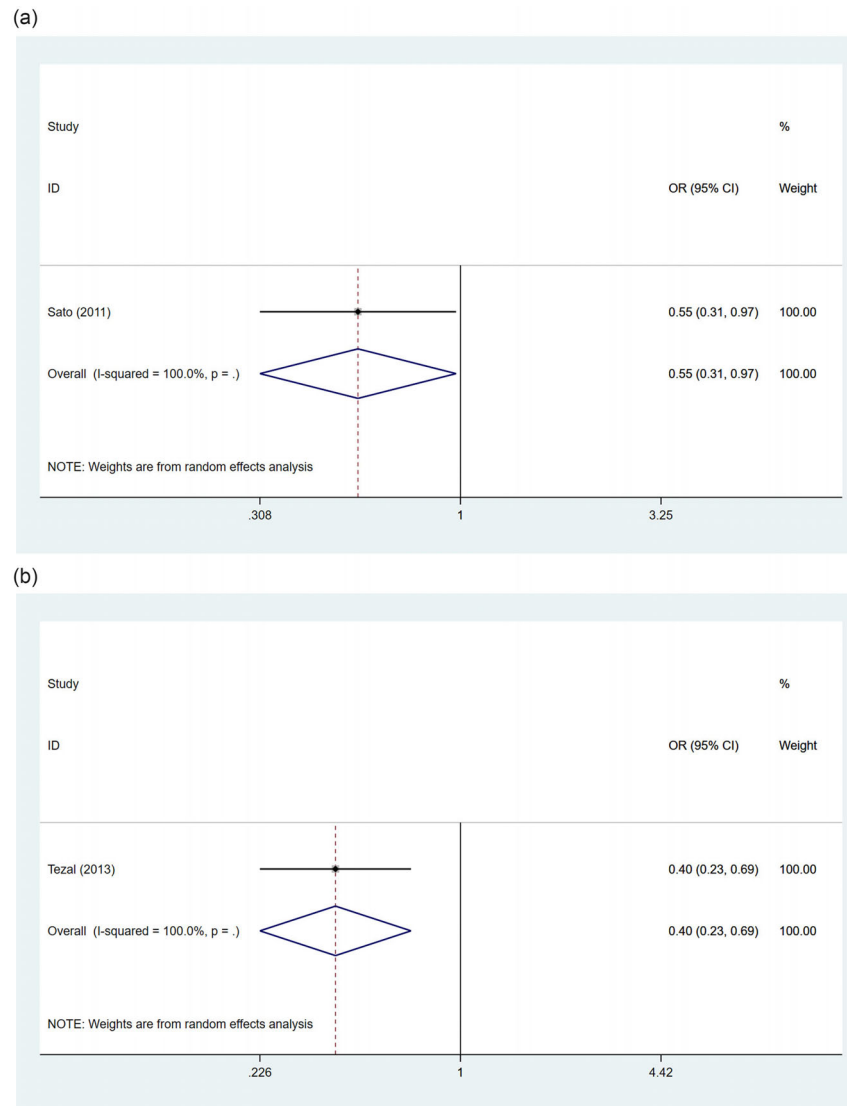 (a)
Study %
ID OR (95% CI) Weight
Sato (2011) 0.55 (0.31, 0.97) 100.00
Overall (I-squared = 100.0%, p = .) 0.55 (0.31, 0.97) 100.00
NOTE: Weights are from random effects analysis
.308 1 3.25
(b)
Study %
ID OR (95% CI) Weight
Tezal (2013) 0.40 (0.23, 0.69) 100.00
Overall (I-squared = 100.0%, p = .) 0.40 (0.23, 0.69) 100.00
NOTE: Weights are from random effects analysis
.226 1 4.42